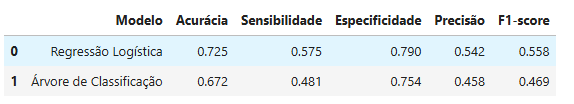 Modelo Acurácia Sensibilidade Especificidade Precisão F1-score
0 Regressão Logística 0.725 0.575 0.790 0.542 0.558
1 Árvore de Classificação 0.672 0.481 0.754 0.458 0.469